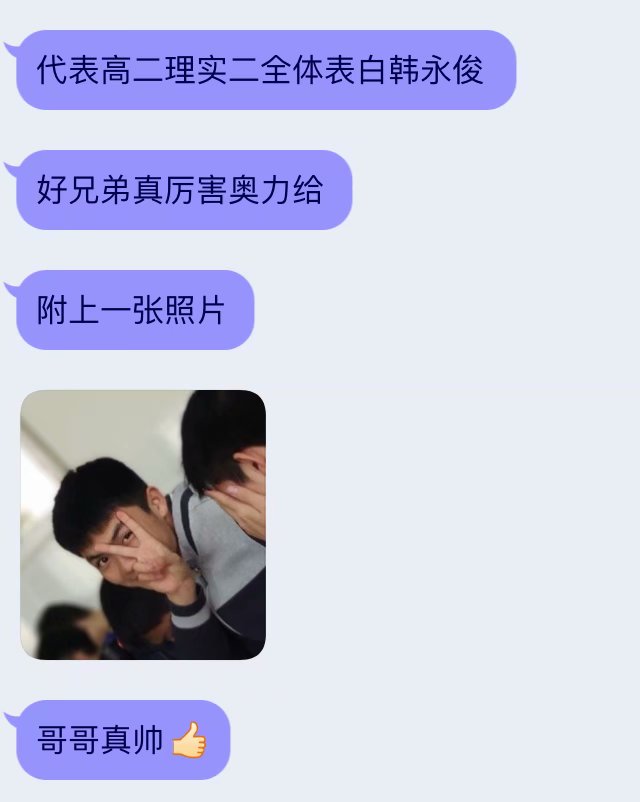 代表高二理实二全体表白韩永俊
好兄弟真厉害奥力给
附上一张照片
哥哥真帅👍